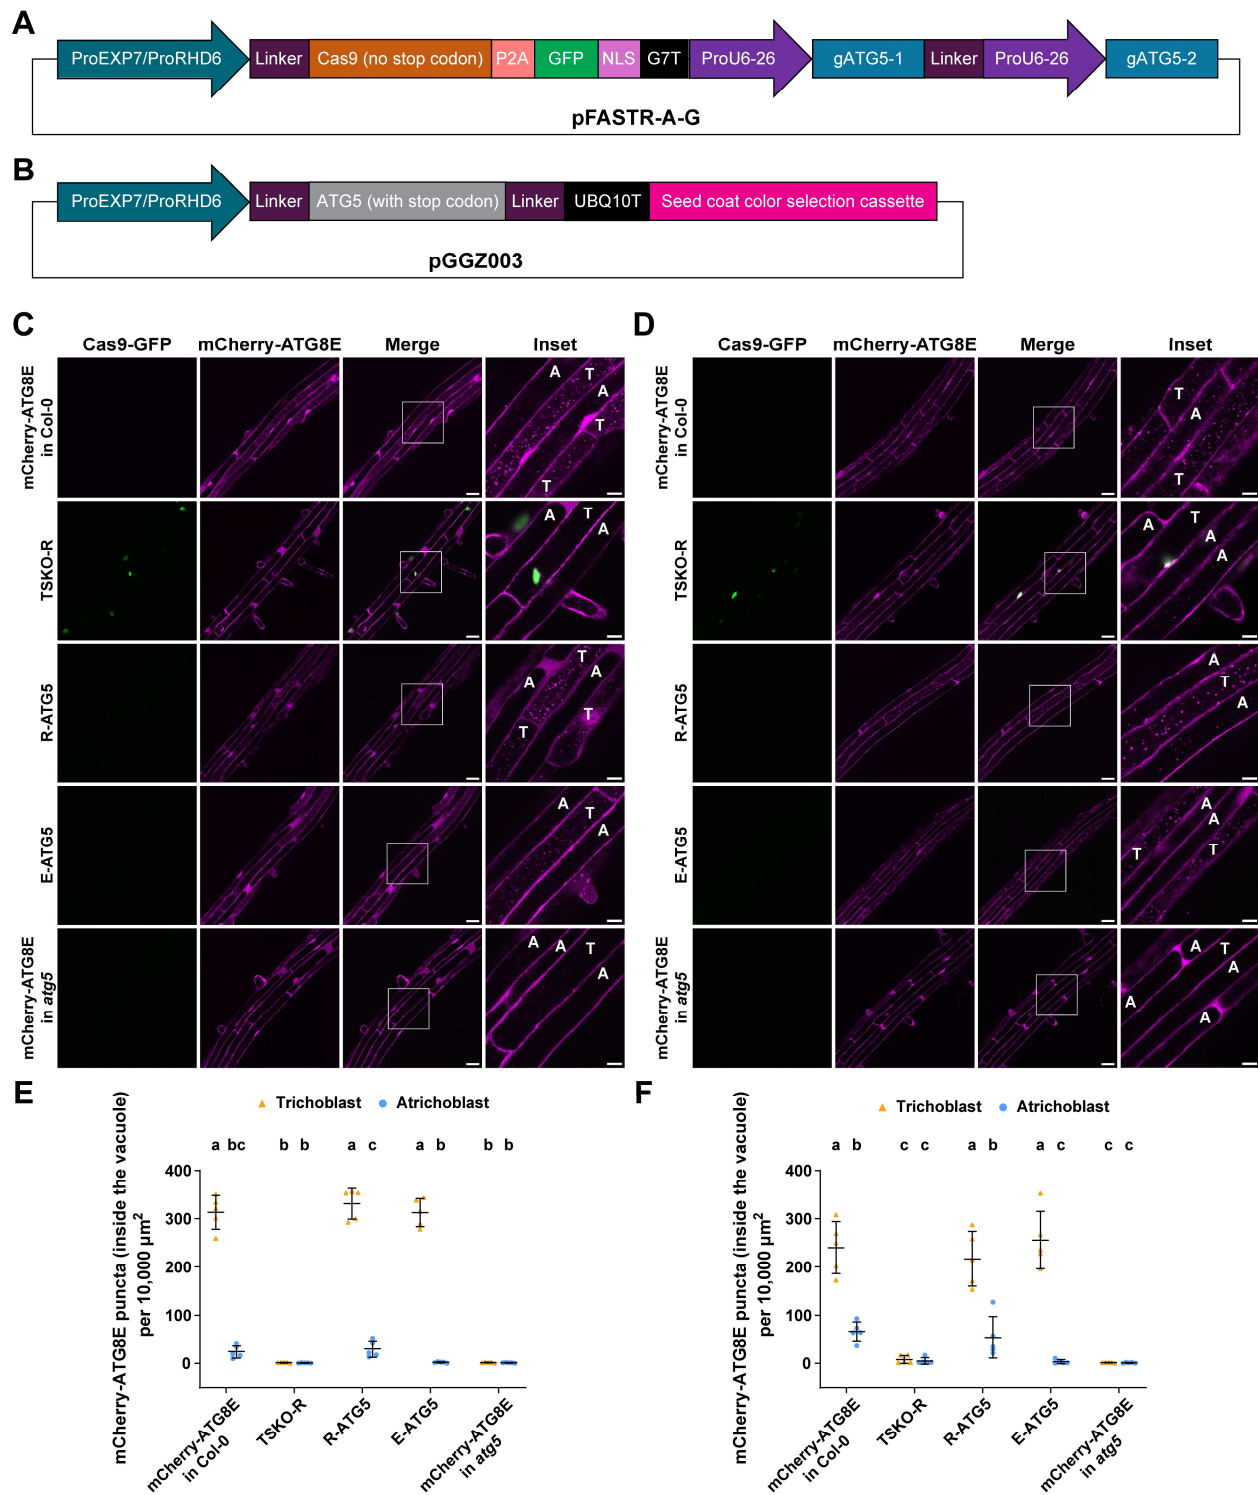 A
ProEXP7/ProRHD6 Linker Cas9 (no stop codon) P2A GFP NLS G7T ProU6-26 gATG5-1 Linker ProU6-26 gATG5-2
pFASTR-A-G
B
ProEXP7/ProRHD6 Linker ATG5 (with stop codon) Linker UBQ10T Seed coat color selection cassette
pGGZ003
C
Cas9-GFP mCherry-ATG8E Merge Inset
mCherry-ATG8E
in Col-0
A T A T T
TSKO-R
A T A
R-ATG5
T A A T T
E-ATG5
A T A
mCherry-ATG8E
in atg5
A A T A
D
Cas9-GFP mCherry-ATG8E Merge Inset
mCherry-ATG8E
in Col-0
T A T
TSKO-R
A T A A
R-ATG5
A T A
E-ATG5
A A T T
mCherry-ATG8E
in atg5
A T A A A
E
Trichoblast Atrichoblast
a bc b b a c a b b b
mCherry-ATG8E puncta (inside the vacuole)
per 10,000 µm²
400
300
200
100
0
mCherry-ATG8E
in Col-0
TSKO-R
R-ATG5
E-ATG5
mCherry-ATG8E
in atg5
F
Trichoblast Atrichoblast
a b c c a b a c c c
mCherry-ATG8E puncta (inside the vacuole)
per 10,000 µm²
400
300
200
100
0
mCherry-ATG8E
in Col-0
TSKO-R
R-ATG5
E-ATG5
mCherry-ATG8E
in atg5